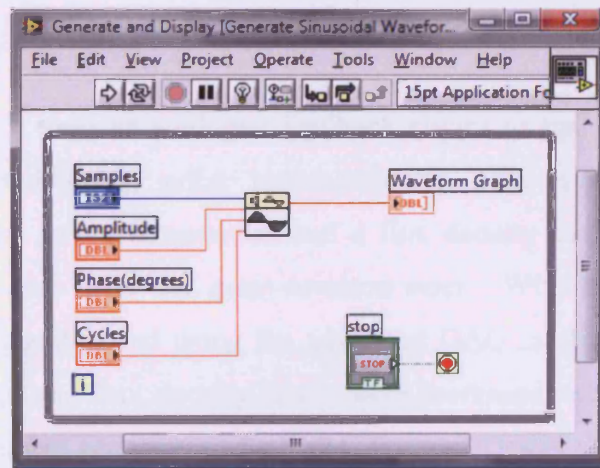 Generate and Display [Generate Sinusoidal Wavefor...
File Edit View Project Operate Tools Window Help
15pt Application Fo
Samples
I32
Waveform Graph
DBL]
Amplitude
DBL
Phase(degrees)
DBL
Cycles
DBL
stop
STOP
TF
i